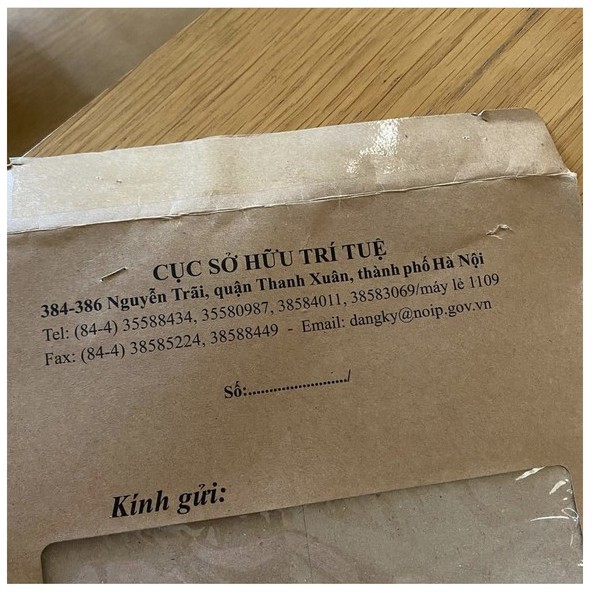 CỤC SỞ HỮU TRÍ TUỆ
384-386 Nguyễn Trãi, quận Thanh Xuân, thành phố Hà Nội
Tel: (84-4) 35588434, 35580987, 38584011, 38583069/máy lẻ 1109
Fax: (84-4) 38585224, 38588449 - Email: dangky@noip.gov.vn
Số:........................./
Kính gửi: